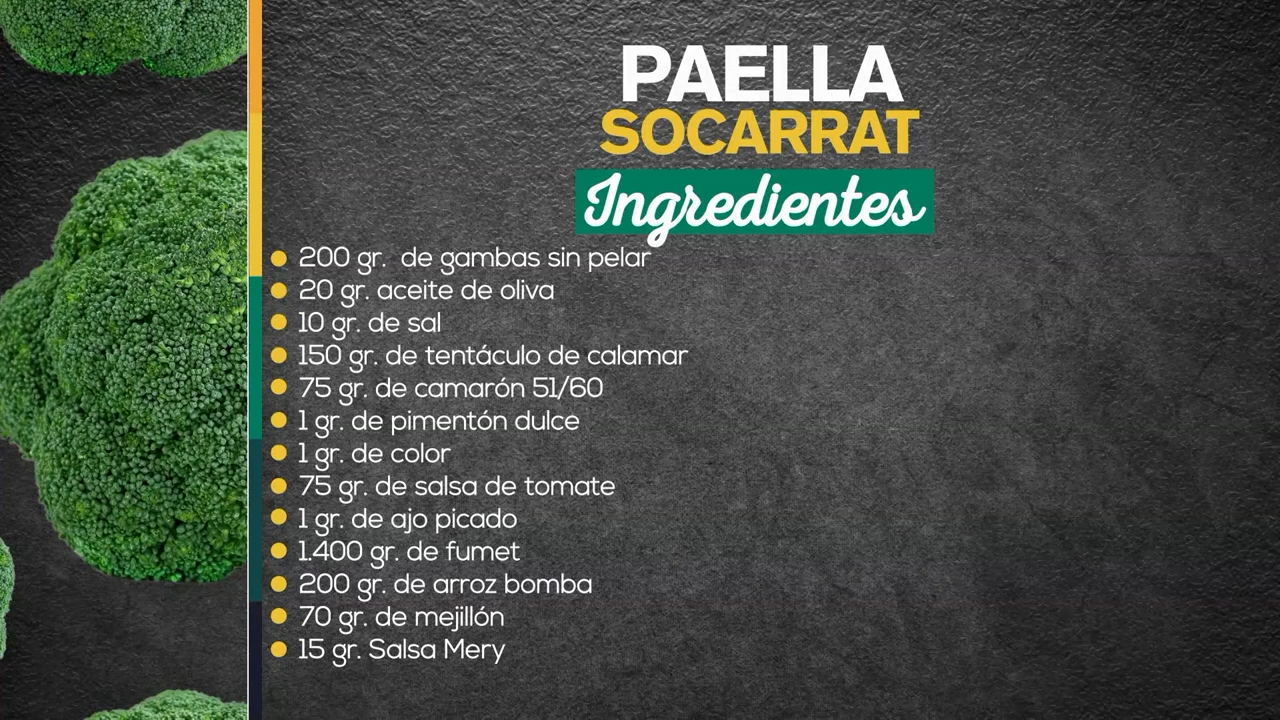 PAELLA
SOCARRAT
Ingredientes
200 gr. de gambas sin pelar
20 gr. aceite de oliva
10 gr. de sal
150 gr. de tentáculo de calamar
75 gr. de camarón 51/60
1 gr. de pimentón dulce
1 gr. de color
75 gr. de salsa de tomate
1 gr. de ajo picado
1.400 gr. de fumet
200 gr. de arroz bomba
70 gr. de mejillón
15 gr. Salsa Mery